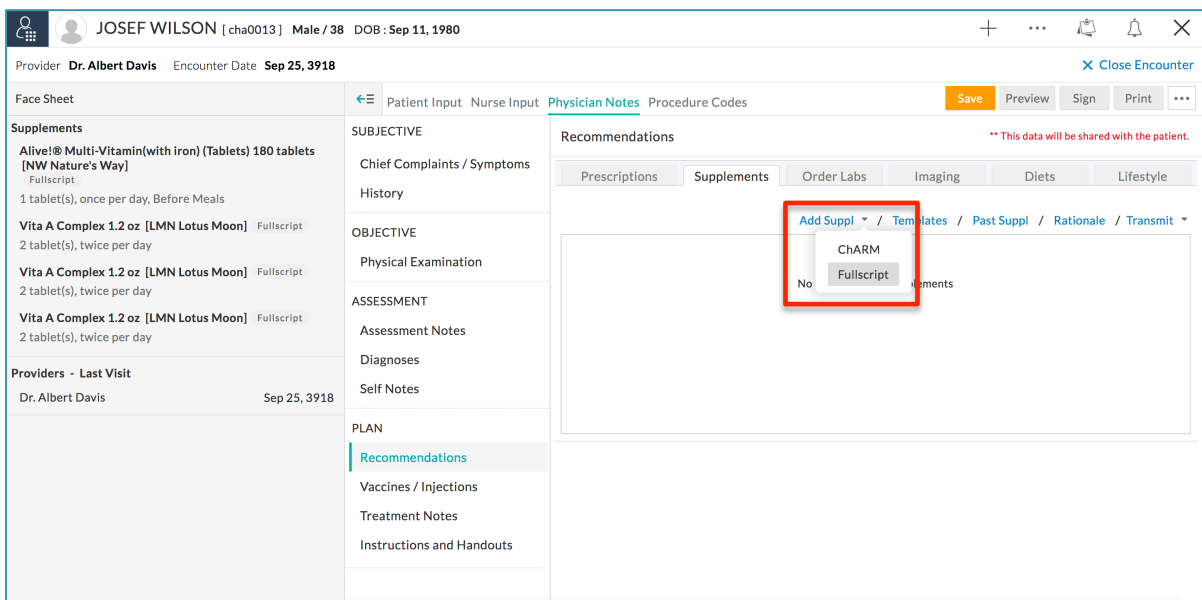 JOSEF WILSON [ cha0013 ] Male / 38 DOB : Sep 11, 1980
Provider Dr. Albert Davis Encounter Date Sep 25, 3918
Close Encounter
Face Sheet
Patient Input Nurse Input Physician Notes Procedure Codes
Save Preview Sign Print
Supplements
Alive!® Multi-Vitamin(with iron) (Tablets) 180 tablets
[NW Nature's Way]
Fullscript
1 tablet(s), once per day, Before Meals
Vita A Complex 1.2 oz [LMN Lotus Moon] Fullscript
2 tablet(s), twice per day
Vita A Complex 1.2 oz [LMN Lotus Moon] Fullscript
2 tablet(s), twice per day
Vita A Complex 1.2 oz [LMN Lotus Moon] Fullscript
2 tablet(s), twice per day
Providers - Last Visit
Dr. Albert Davis Sep 25, 3918
SUBJECTIVE
Chief Complaints / Symptoms
History
OBJECTIVE
Physical Examination
ASSESSMENT
Assessment Notes
Diagnoses
Self Notes
PLAN
Recommendations
Vaccines / Injections
Treatment Notes
Instructions and Handouts
Recommendations
** This data will be shared with the patient.
Prescriptions Supplements Order Labs Imaging Diets Lifestyle
Add Suppl / Templates / Past Suppl / Rationale / Transmit
ChARM
Fullscript
No